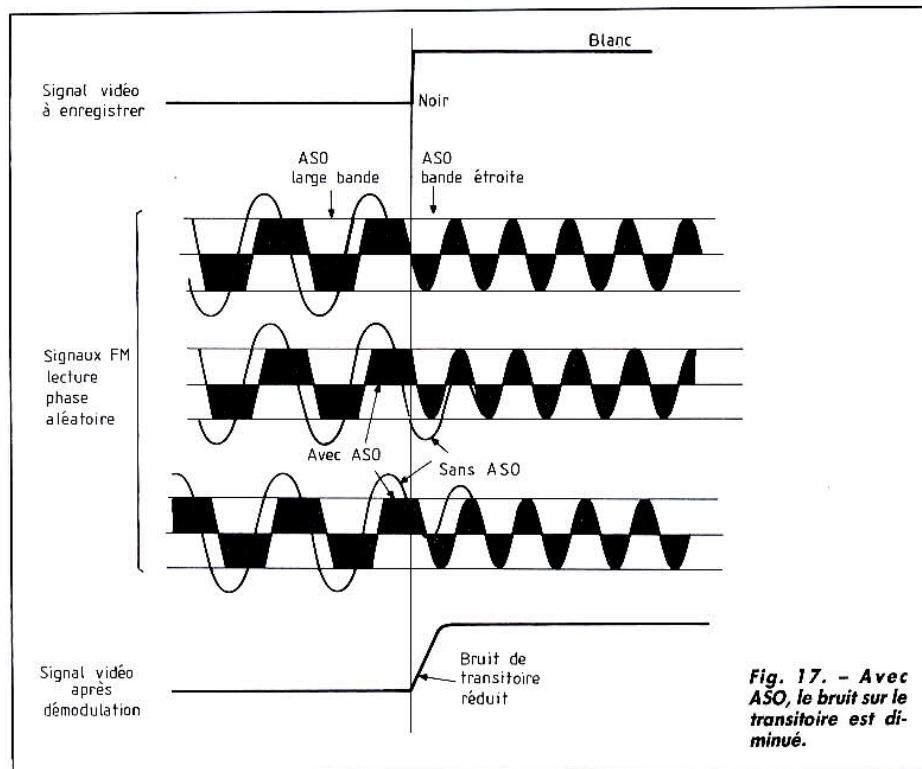 Blanc
Signal vidéo
à enregistrer
Noir
ASO
large bande
ASO
bande étroite
Signaux FM
lecture
phase
aléatoire
Avec ASO
Sans ASO
Signal vidéo
après
démodulation
Bruit de
transitoire
réduit
Fig. 17. – Avec
ASO, le bruit sur le
transitoire est di-
minué.